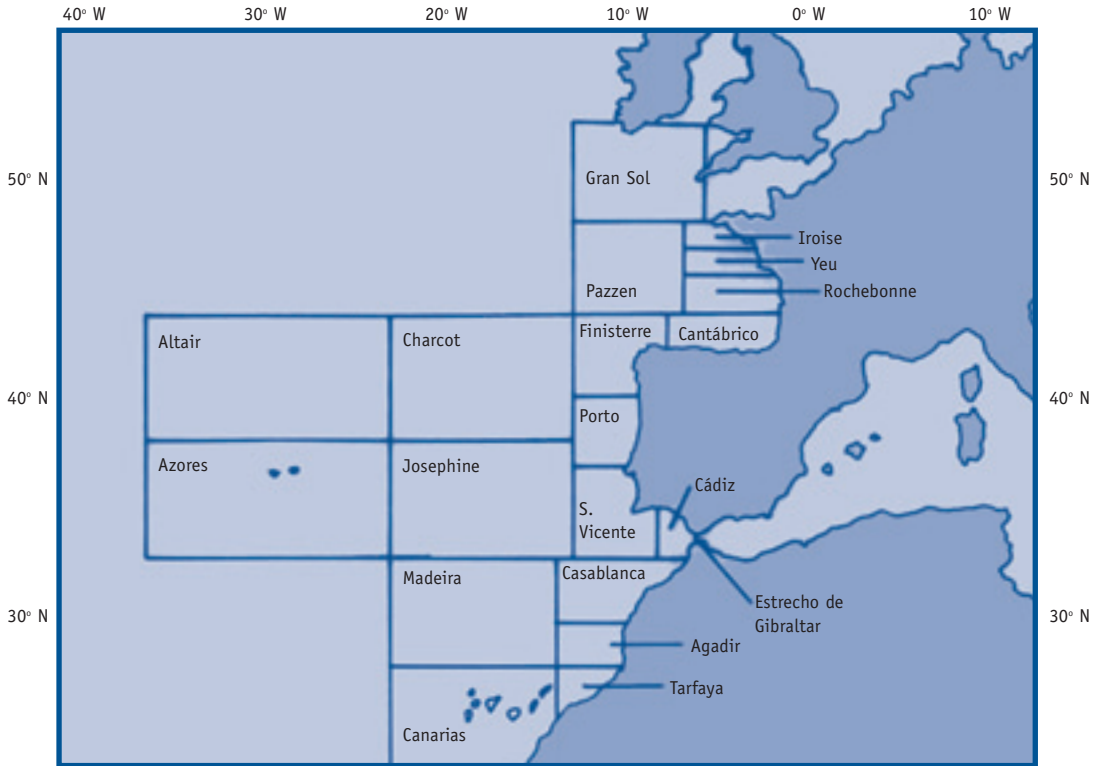 40° W 30° W 20° W 10° W 0° W 10° W
50° N 50° N
Gran Sol
Iroise
Yeu
Pazzen
Rochebonne
Altair
Charcot
Finisterre
Cantábrico
40° N 40° N
Porto
Azores
Josephine
Cádiz
S.
Vicente
Madeira
Casablanca
Estrecho de
Gibraltar
30° N 30° N
Agadir
Tarfaya
Canarias